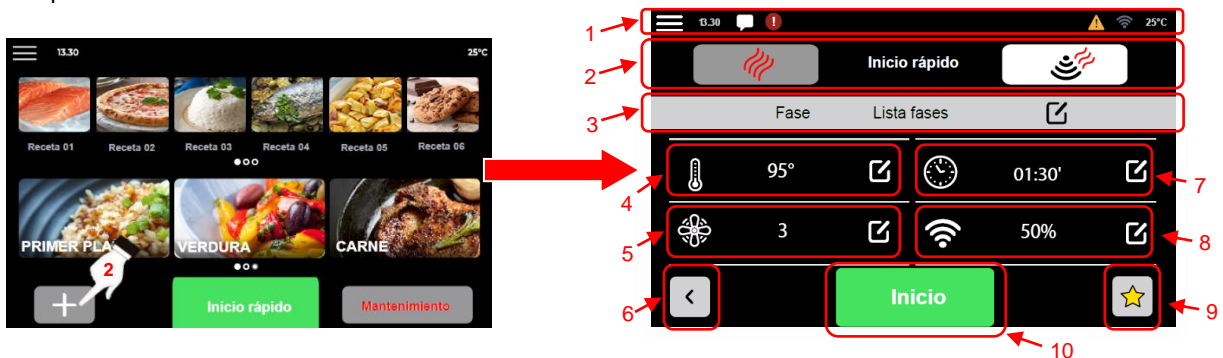 13.30 25°C
Receta 01 Receta 02 Receta 03 Receta 04 Receta 05 Receta 06
PRIMER PLA VERDURA CARNE
2
Inicio rápido Mantenimiento
1 13.30 ! ! 25°C
2 Inicio rápido
3 Fase Lista fases
4 95° 01:30' 7
5 3 50% 8
6 < Inicio 9
10